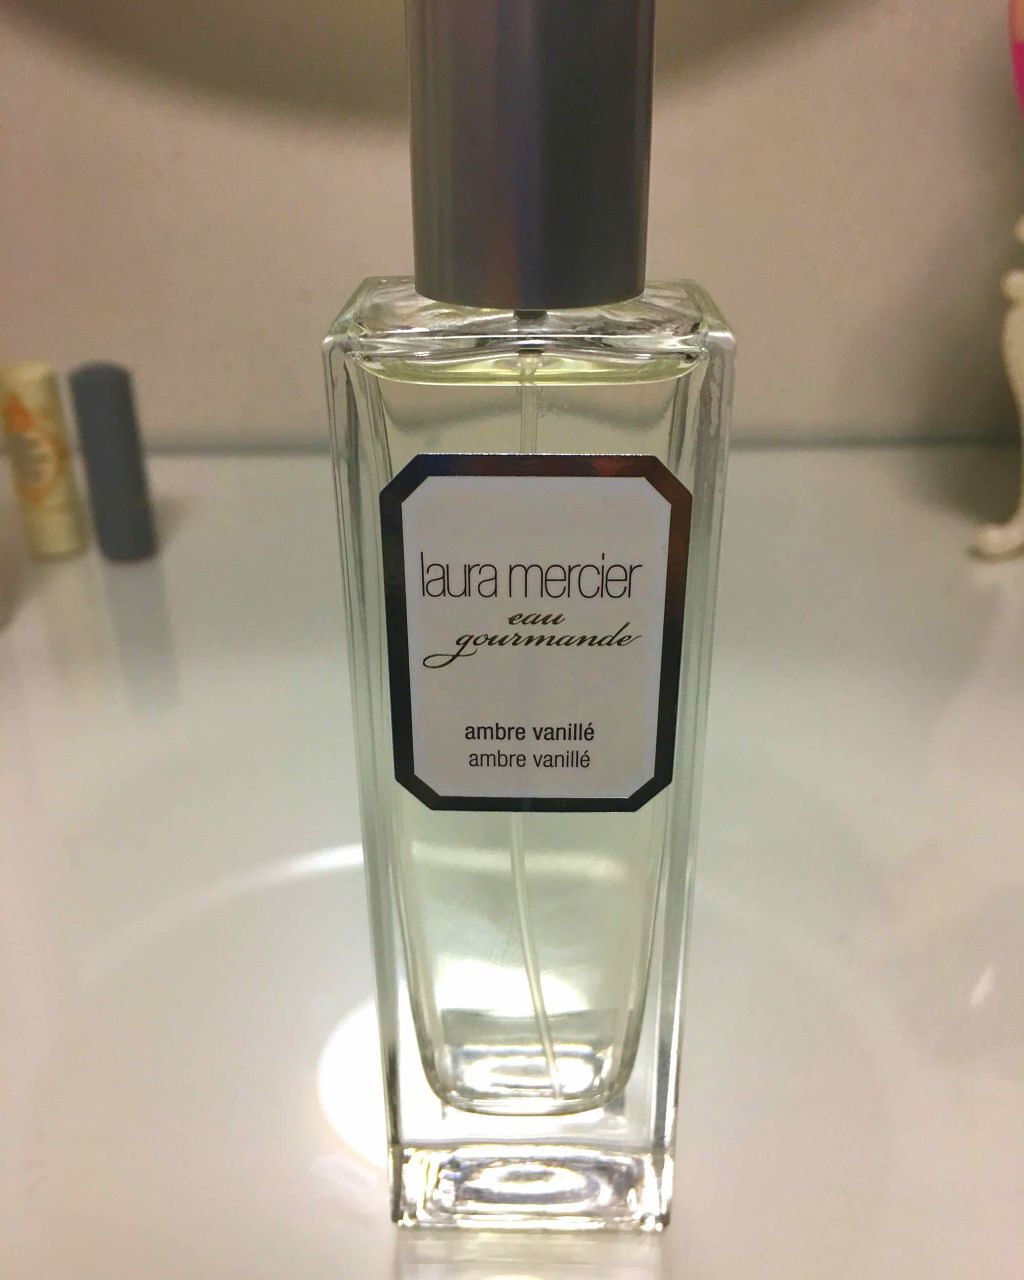 laura mercier
eau
gourmande
ambre vanillé
ambre vanillé